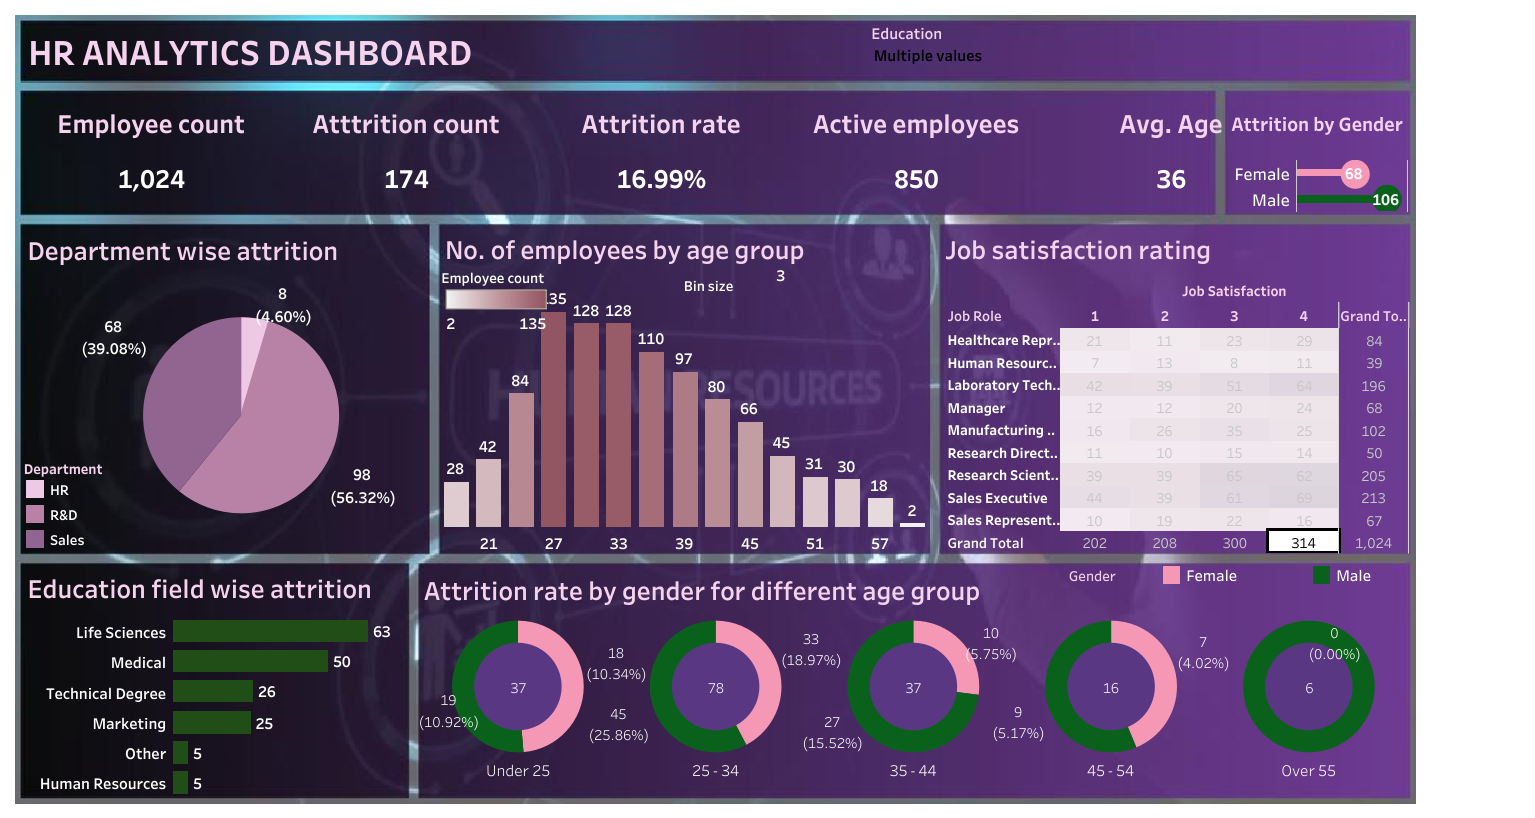 HR ANALYTICS DASHBOARD
Education
Multiple values
Employee count
Atttrition count
Attrition rate
Active employees
Avg. Age
1,024
174
16.99%
850
36
Attrition by Gender
Female 68
Male 106
Department wise attrition
8
(4.60%)
68
(39.08%)
98
(56.32%)
Department
HR
R&D
Sales
No. of employees by age group
Employee count
2 135
Bin size
3
28 42 84 135 128 128 110 97 80 66 45 31 30 18 2
21 27 33 39 45 51 57
HUMAN RESOURCES
Job satisfaction rating
Job Satisfaction
Job Role 1 2 3 4 Grand To..
Healthcare Repr.. 21 11 23 29 84
Human Resourc.. 7 13 8 11 39
Laboratory Tech.. 42 39 51 64 196
Manager 12 12 20 24 68
Manufacturing .. 16 26 35 25 102
Research Direct.. 11 10 15 14 50
Research Scient.. 39 39 65 62 205
Sales Executive 44 39 61 69 213
Sales Represent.. 10 19 22 16 67
Grand Total 202 208 300 314 1,024
Education field wise attrition
Life Sciences 63
Medical 50
Technical Degree 26
Marketing 25
Other 5
Human Resources 5
Attrition rate by gender for different age group
Gender
Female
Male
37
18
(10.34%)
19
(10.92%)
Under 25
78
33
(18.97%)
45
(25.86%)
25 - 34
37
10
(5.75%)
27
(15.52%)
35 - 44
16
7
(4.02%)
9
(5.17%)
45 - 54
6
0
(0.00%)
Over 55